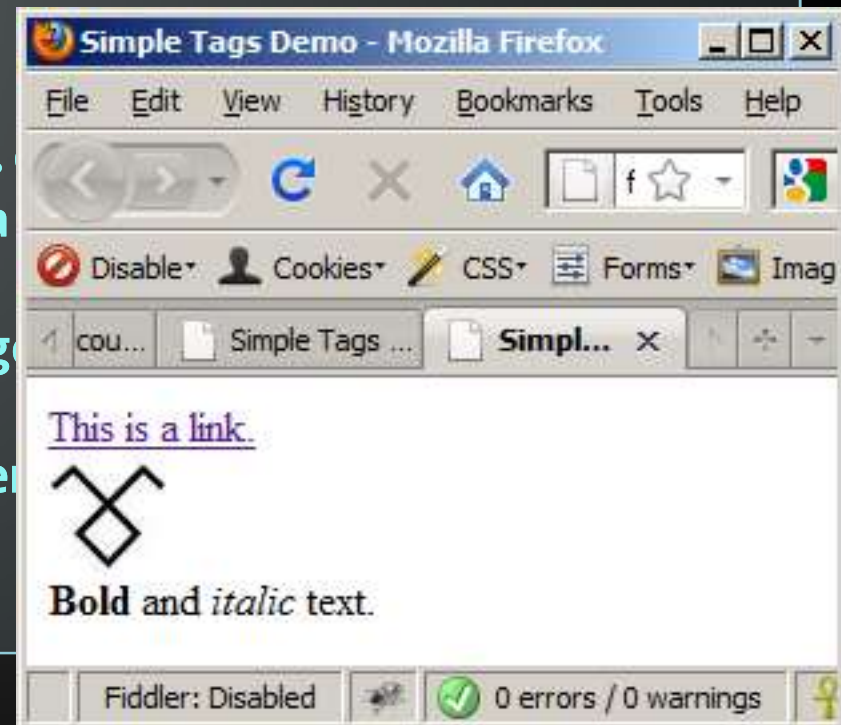 Simple Tags Demo - Mozilla Firefox
File Edit View History Bookmarks Tools Help
f
Disable Cookies CSS Forms Imag
cou... Simple Tags ... Simpl...
This is a link.
Bold and italic text.
Fiddler: Disabled 0 errors / 0 warnings